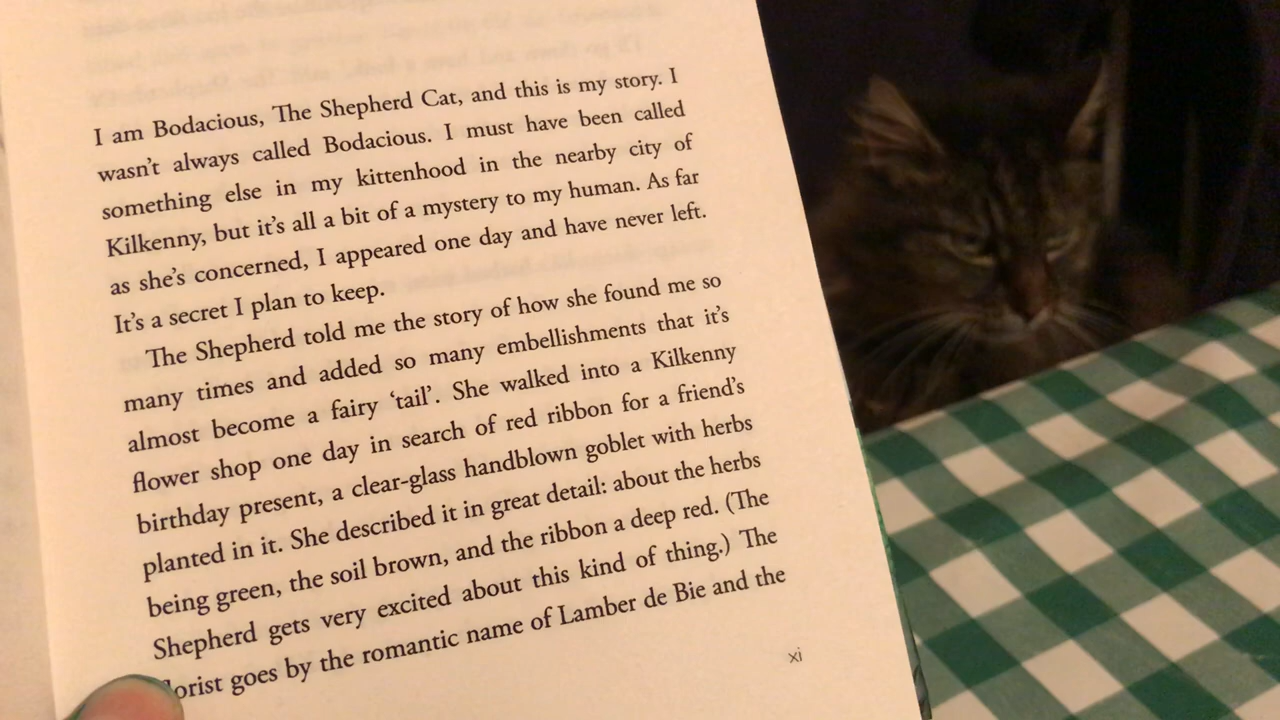 I am Bodacious, The Shepherd Cat, and this is my story. I
wasn't always called Bodacious. I must have been called
something else in my kittenhood in the nearby city of
Kilkenny, but it's all a bit of a mystery to my human. As far
as she's concerned, I appeared one day and have never left.
It's a secret I plan to keep.
The Shepherd told me the story of how she found me so
many times and added so many embellishments that it's
almost become a fairy 'tail'. She walked into a Kilkenny
flower shop one day in search of red ribbon for a friend's
birthday present, a clear-glass handblown goblet with herbs
planted in it. She described it in great detail: about the herbs
being green, the soil brown, and the ribbon a deep red. (The
Shepherd gets very excited about this kind of thing.) The
florist goes by the romantic name of Lamber de Bie and the
xi